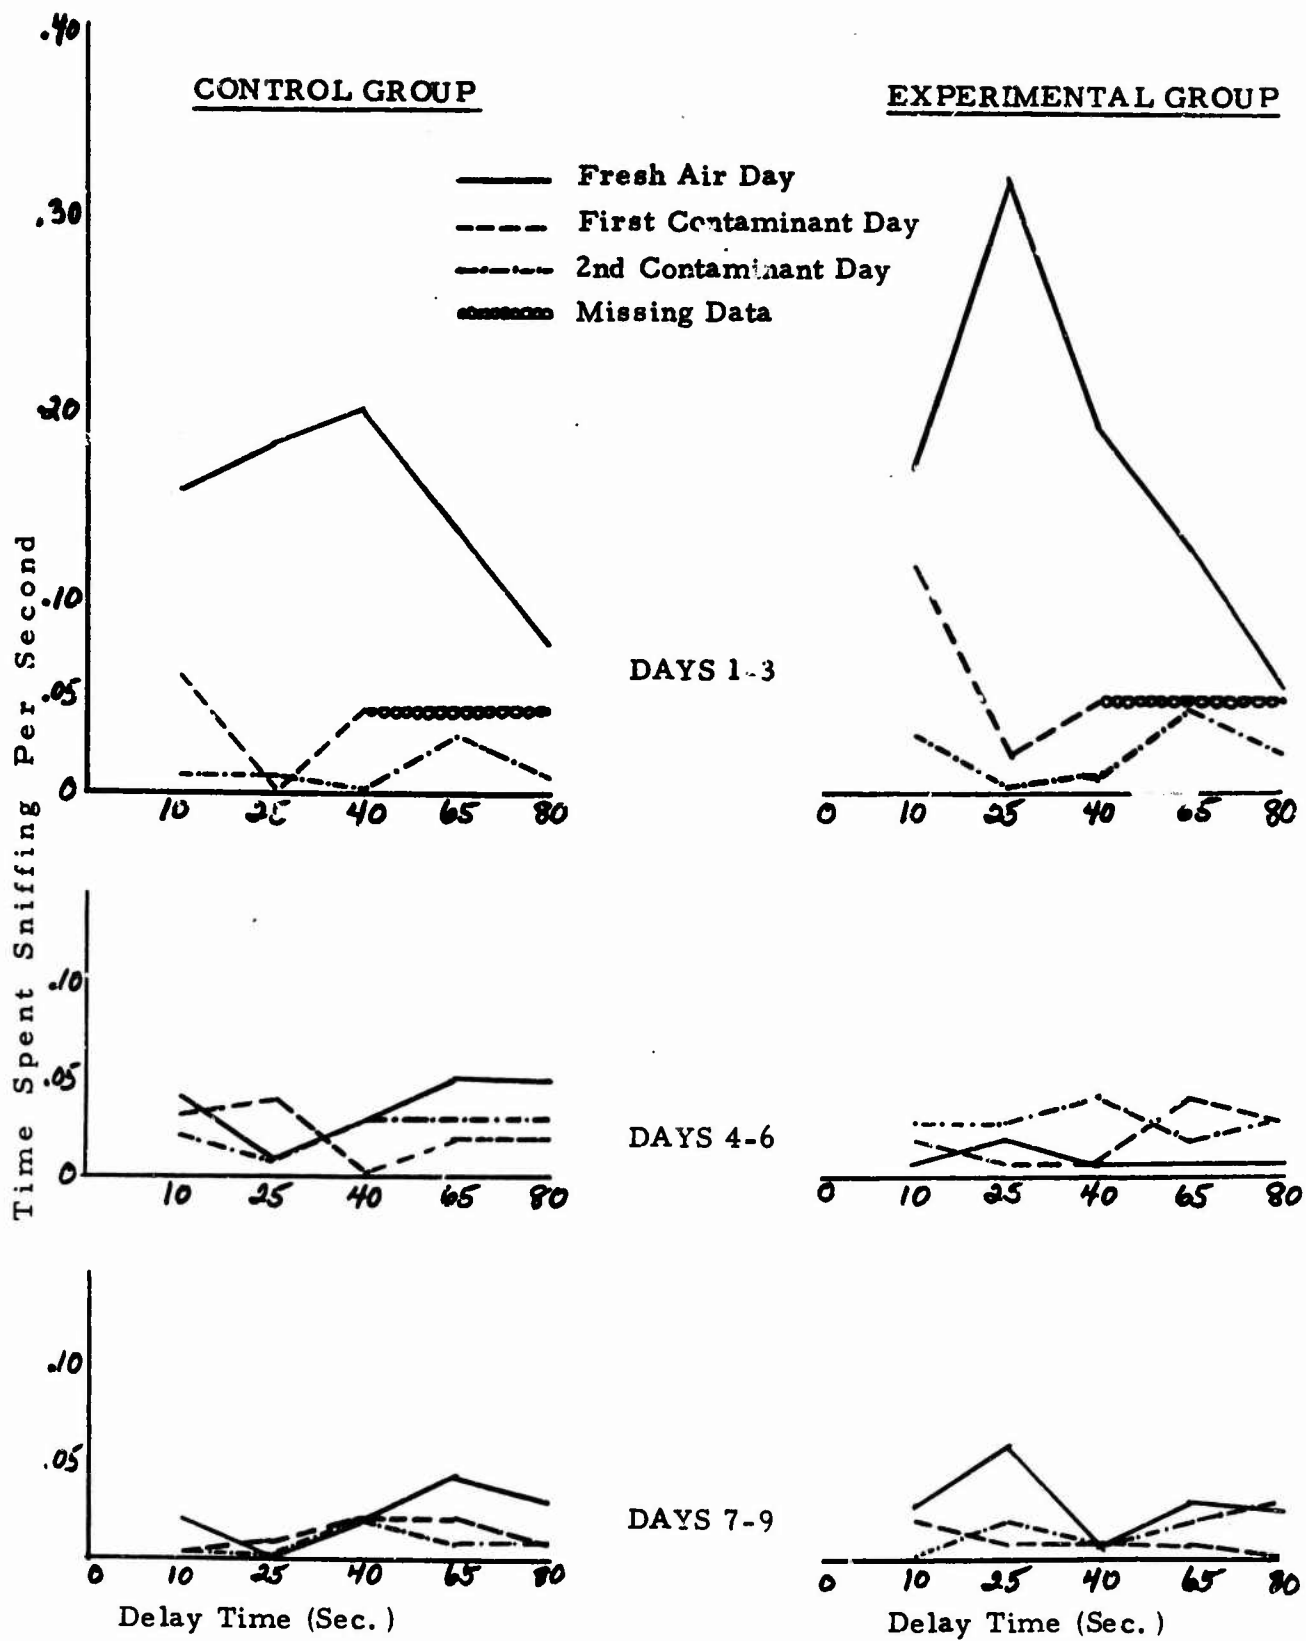 .40
CONTROL GROUP
EXPERIMENTAL GROUP
Fresh Air Day
.30
First Contaminant Day
2nd Contaminant Day
Missing Data
.20
Time Spent Sniffing Per Second
.10
DAYS 1-3
.05
0
10 25 40 65 80
0 10 25 40 65 80
.10
.05
DAYS 4-6
0
10 25 40 65 80
0 10 25 40 65 80
.10
.05
DAYS 7-9
0 10 25 40 65 80
0 10 25 40 65 80
Delay Time (Sec.)
Delay Time (Sec.)